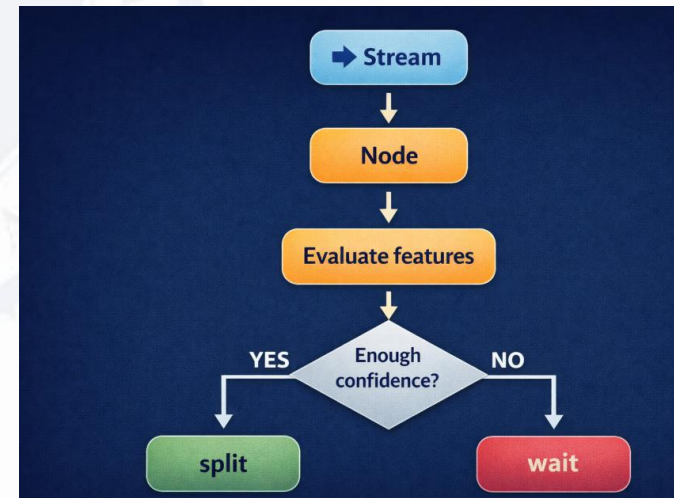 Stream
Node
Evaluate features
Enough
confidence?
YES
NO
split
wait